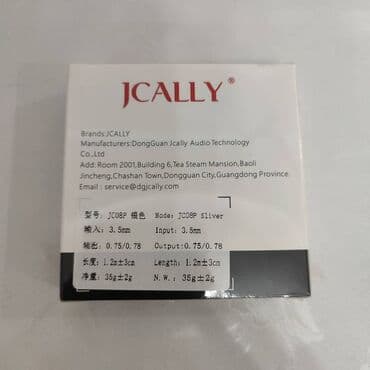 JCALLY®
Brands:JCALLY
Manufacturers:DongGuan Jcally Audio Technology
Co.,Ltd
Add: Room 2001,Building 6,Tea Steam Mansion,Baoli
Jincheng,Chashan Town,Dongguan City,Guangdong Province
Email : service@dgjcally.com
型号: JC08P 银色 Mode: JC08P Sliver
输入: 3.5mm Input: 3.5mm
输出: 0.75/0.78 Output:0.75/0.78
长度: 1.2m±3cm Length: 1.2m±3cm
净重: 35g±2g N.W.: 35g±2g